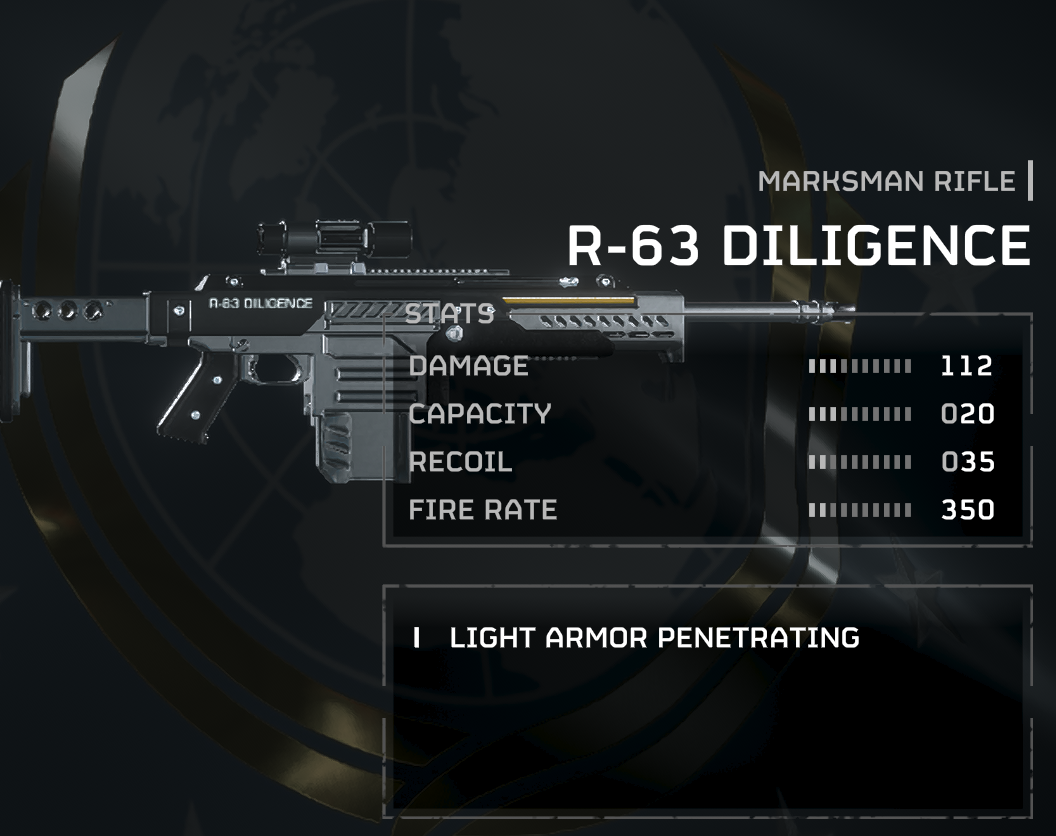 MARKSMAN RIFLE
R-63 DILIGENCE
R-63 DILIGENCE
STATS
DAMAGE 112
CAPACITY 020
RECOIL 035
FIRE RATE 350
LIGHT ARMOR PENETRATING